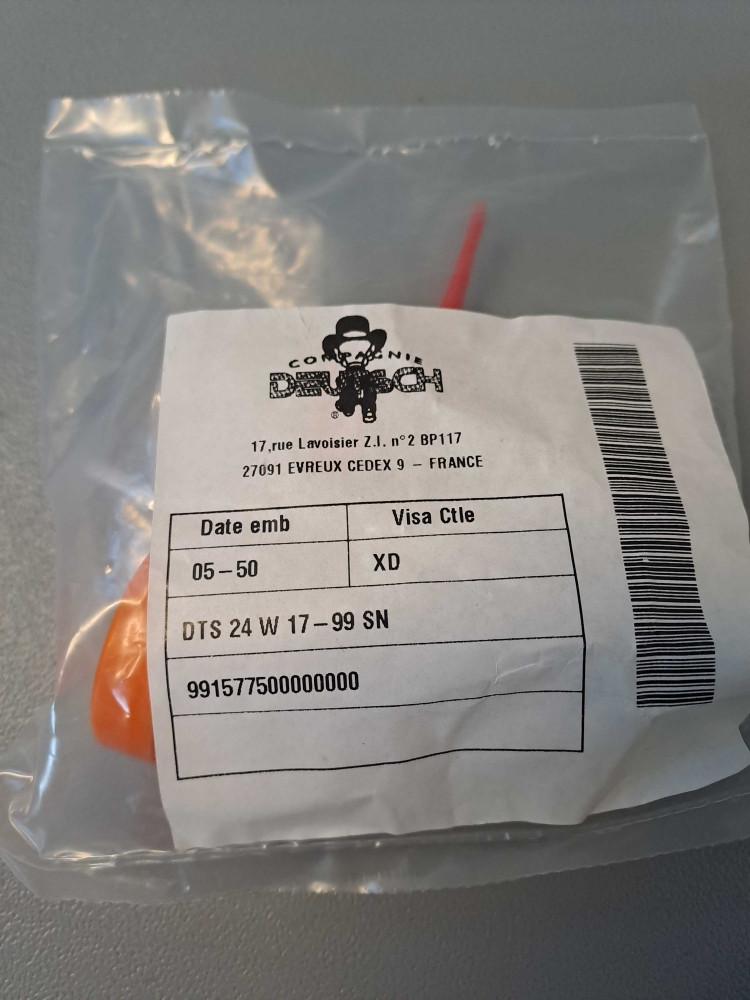 COMPAGNIE
DEUTSCH
®
17,rue Lavoisier Z.I. n°2 BP117
27091 EVREUX CEDEX 9 – FRANCE
Date emb Visa Ctle
05–50 XD
DTS 24 W 17–99 SN
991577500000000